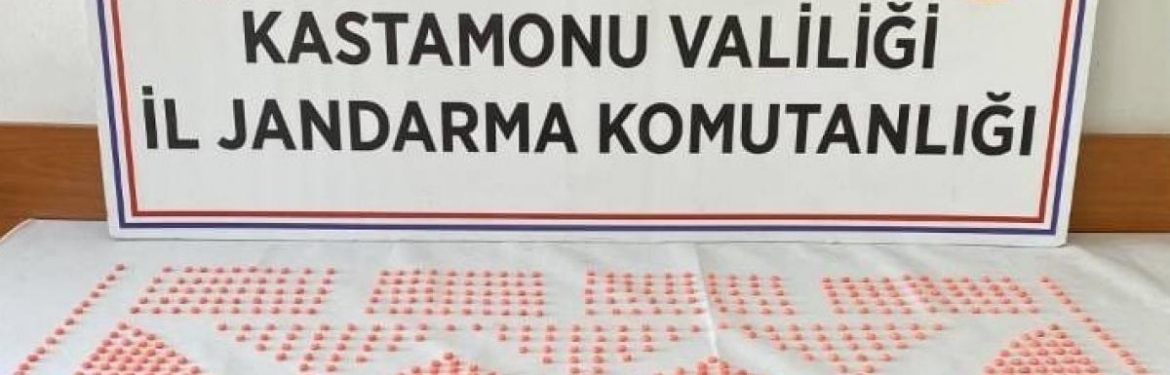 KASTAMONU VALİLİĞİ
İL JANDARMA KOMUTANLIĞI